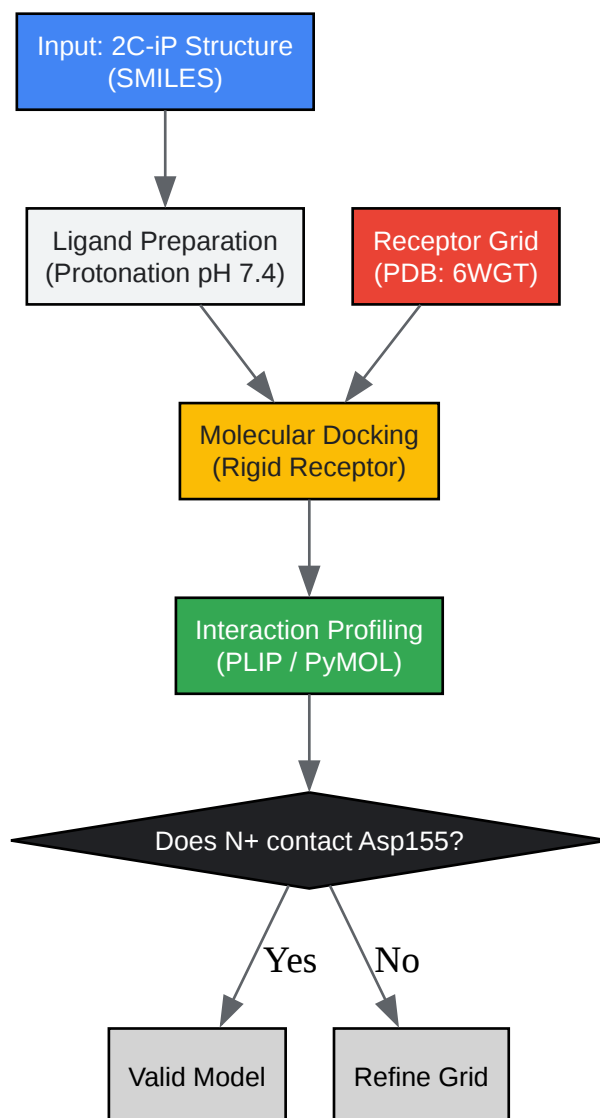 Input: 2C-iP Structure
(SMILES)
Ligand Preparation
(Protonation pH 7.4)
Receptor Grid
(PDB: 6WGT)
Molecular Docking
(Rigid Receptor)
Interaction Profiling
(PLIP / PyMOL)
Does N+ contact Asp155?
Yes
No
Valid Model
Refine Grid